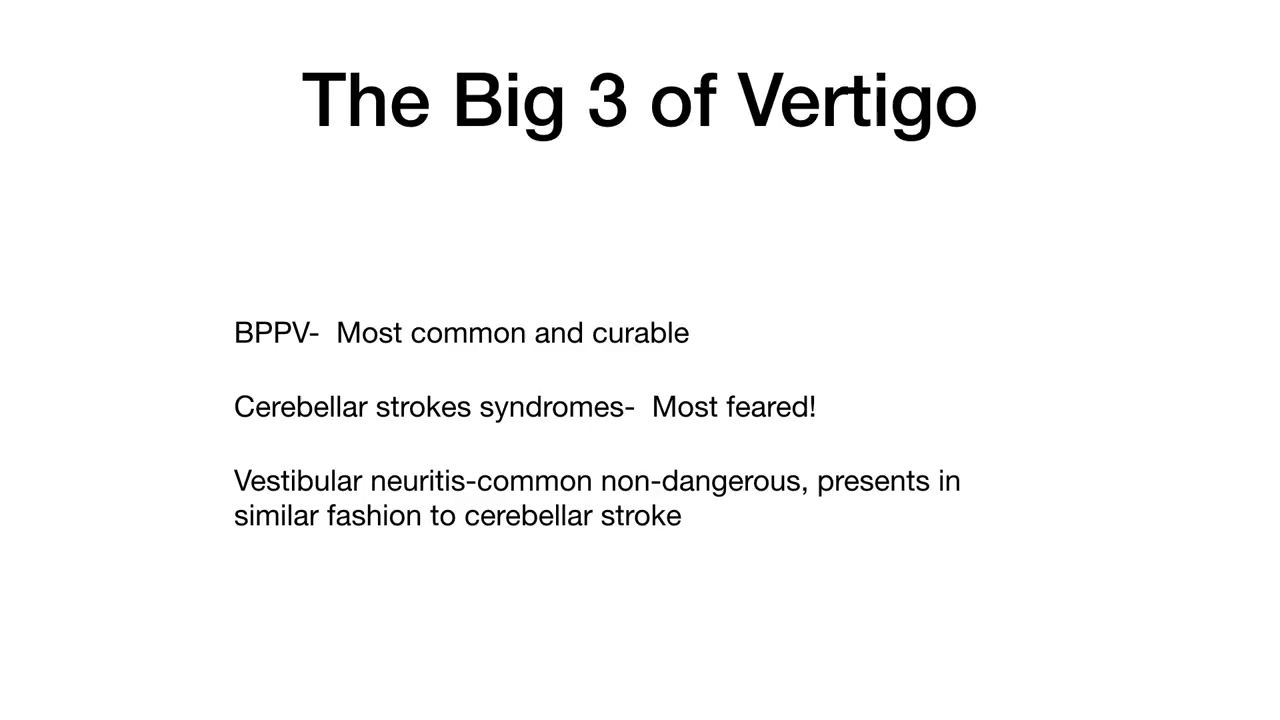 The Big 3 of Vertigo
BPPV-  Most common and curable
Cerebellar strokes syndromes-  Most feared!
Vestibular neuritis-common non-dangerous, presents in
similar fashion to cerebellar stroke